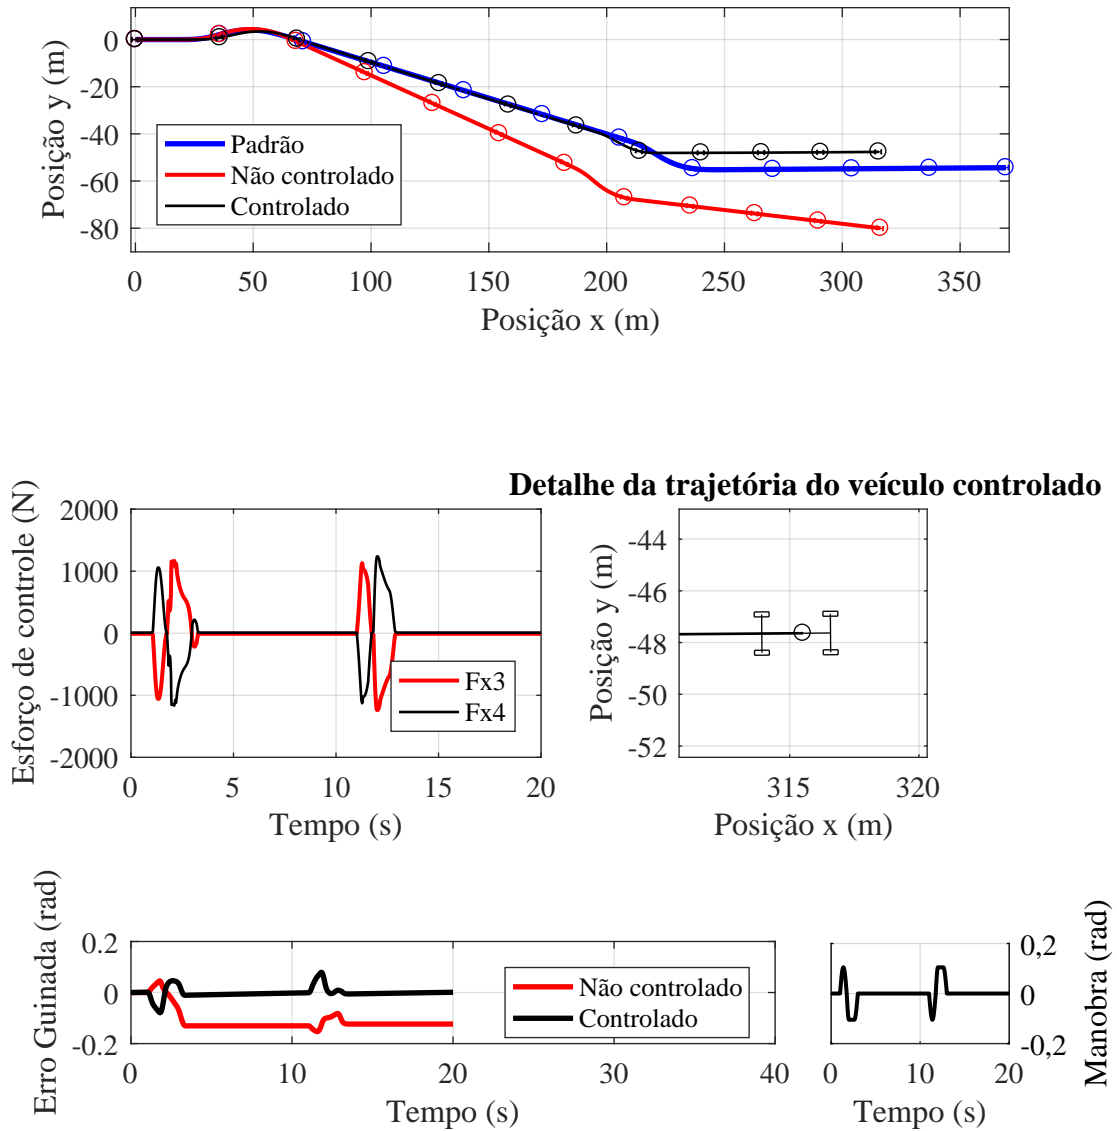 0
-20
-40
-60
-80
Posição y (m)
Padrão
Não controlado
Controlado
0 50 100 150 200 250 300 350
Posição x (m)
Detalhe da trajetória do veículo controlado
2000
1000
0
-1000
-2000
Esforço de controle (N)
Fx3
Fx4
0 5 10 15 20
Tempo (s)
-44
-46
-48
-50
-52
Posição y (m)
315 320
Posição x (m)
0,2
0
-0.2
Erro Guinada (rad)
Não controlado
Controlado
0 10 20 30 40
Tempo (s)
0,2
0
-0,2
Manobra (rad)
0 10 20
Tempo (s)